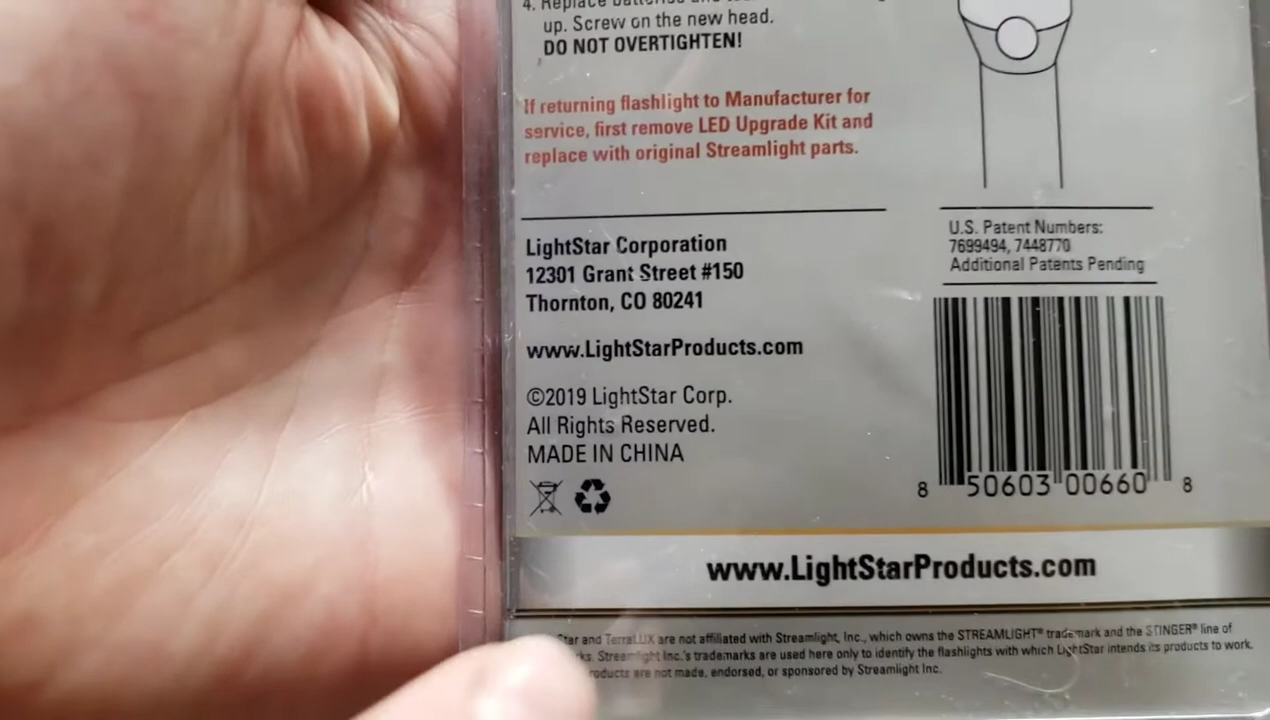 4. Replace batteries and
up. Screw on the new head.
DO NOT OVERTIGHTEN!
If returning flashlight to Manufacturer for
service, first remove LED Upgrade Kit and
replace with original Streamlight parts.
LightStar Corporation
12301 Grant Street #150
Thornton, CO 80241
www.LightStarProducts.com
©2019 LightStar Corp.
All Rights Reserved.
MADE IN CHINA
U.S. Patent Numbers:
7699494, 7448770
Additional Patents Pending
8 50603 00660 8
www.LightStarProducts.com
Star and TerraLUX are not affiliated with Streamlight, Inc., which owns the STREAMLIGHT® trademark and the STINGER® line of
ks. Streamlight Inc.'s trademarks are used here only to identify the flashlights with which LightStar intends its products to work.
roducts are not made, endorsed, or sponsored by Streamlight Inc.